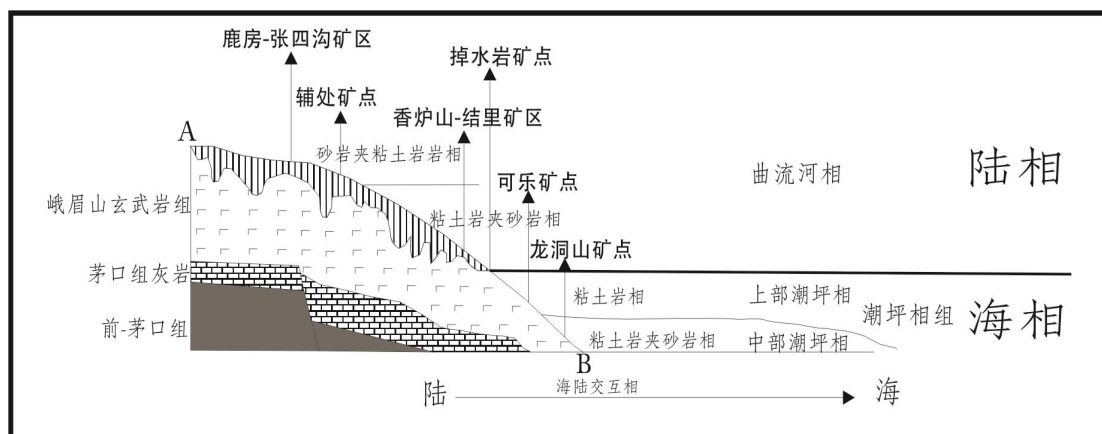 鹿房-张四沟矿区
掉水岩矿点
辅处矿点
香炉山-结里矿区
A
砂岩夹粘土岩岩相
曲流河相
陆相
可乐矿点
峨眉山玄武岩组
粘土岩夹砂岩相
龙洞山矿点
茅口组灰岩
粘土岩相
上部潮坪相
潮坪相组
海相
前-茅口组
粘土岩夹砂岩相
中部潮坪相
B
陆
海陆交互相
海